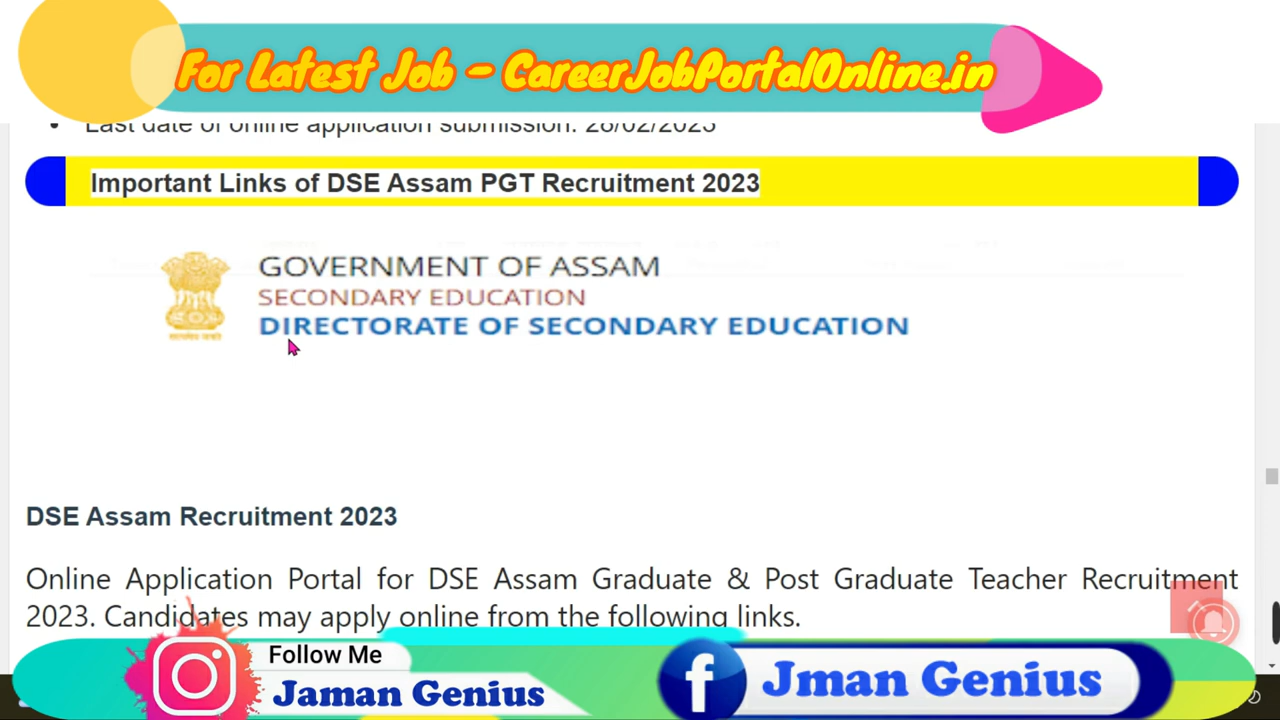 For Latest Job - CareerJobPortalOnline.in
Last date of online application submission: 28/02/2023
Important Links of DSE Assam PGT Recruitment 2023
GOVERNMENT OF ASSAM
SECONDARY EDUCATION
DIRECTORATE OF SECONDARY EDUCATION
DSE Assam Recruitment 2023
Online Application Portal for DSE Assam Graduate & Post Graduate Teacher Recruitment
2023. Candidates may apply online from the following links.
Follow Me
Jaman Genius
Jman Genius